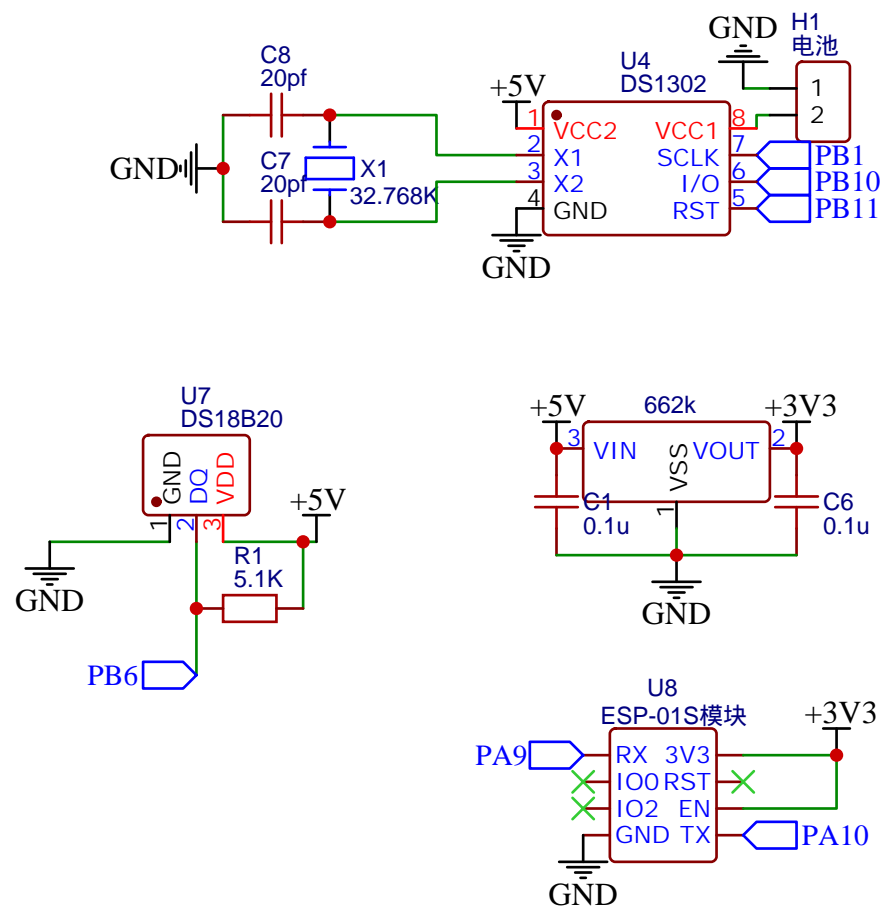 C8
20pf
GND
C7
20pf
X1
32.768K
U4
DS1302
+5V
1 VCC2
2 X1
3 X2
4 GND
GND
VCC1 8
SCLK 7
I/O 6
RST 5
PB1
PB10
PB11
GND
H1
电池
1
2
U7
DS18B20
GND
DQ
VDD
1
2
3
+5V
GND
R1
5.1K
PB6
662k
+5V
+3V3
3 VIN
VSS
VOUT 2
1
C1
0.1u
C6
0.1u
GND
U8
ESP-01S模块
+3V3
PA9
RX 3V3
IO0 RST
IO2 EN
GND TX
PA10
GND